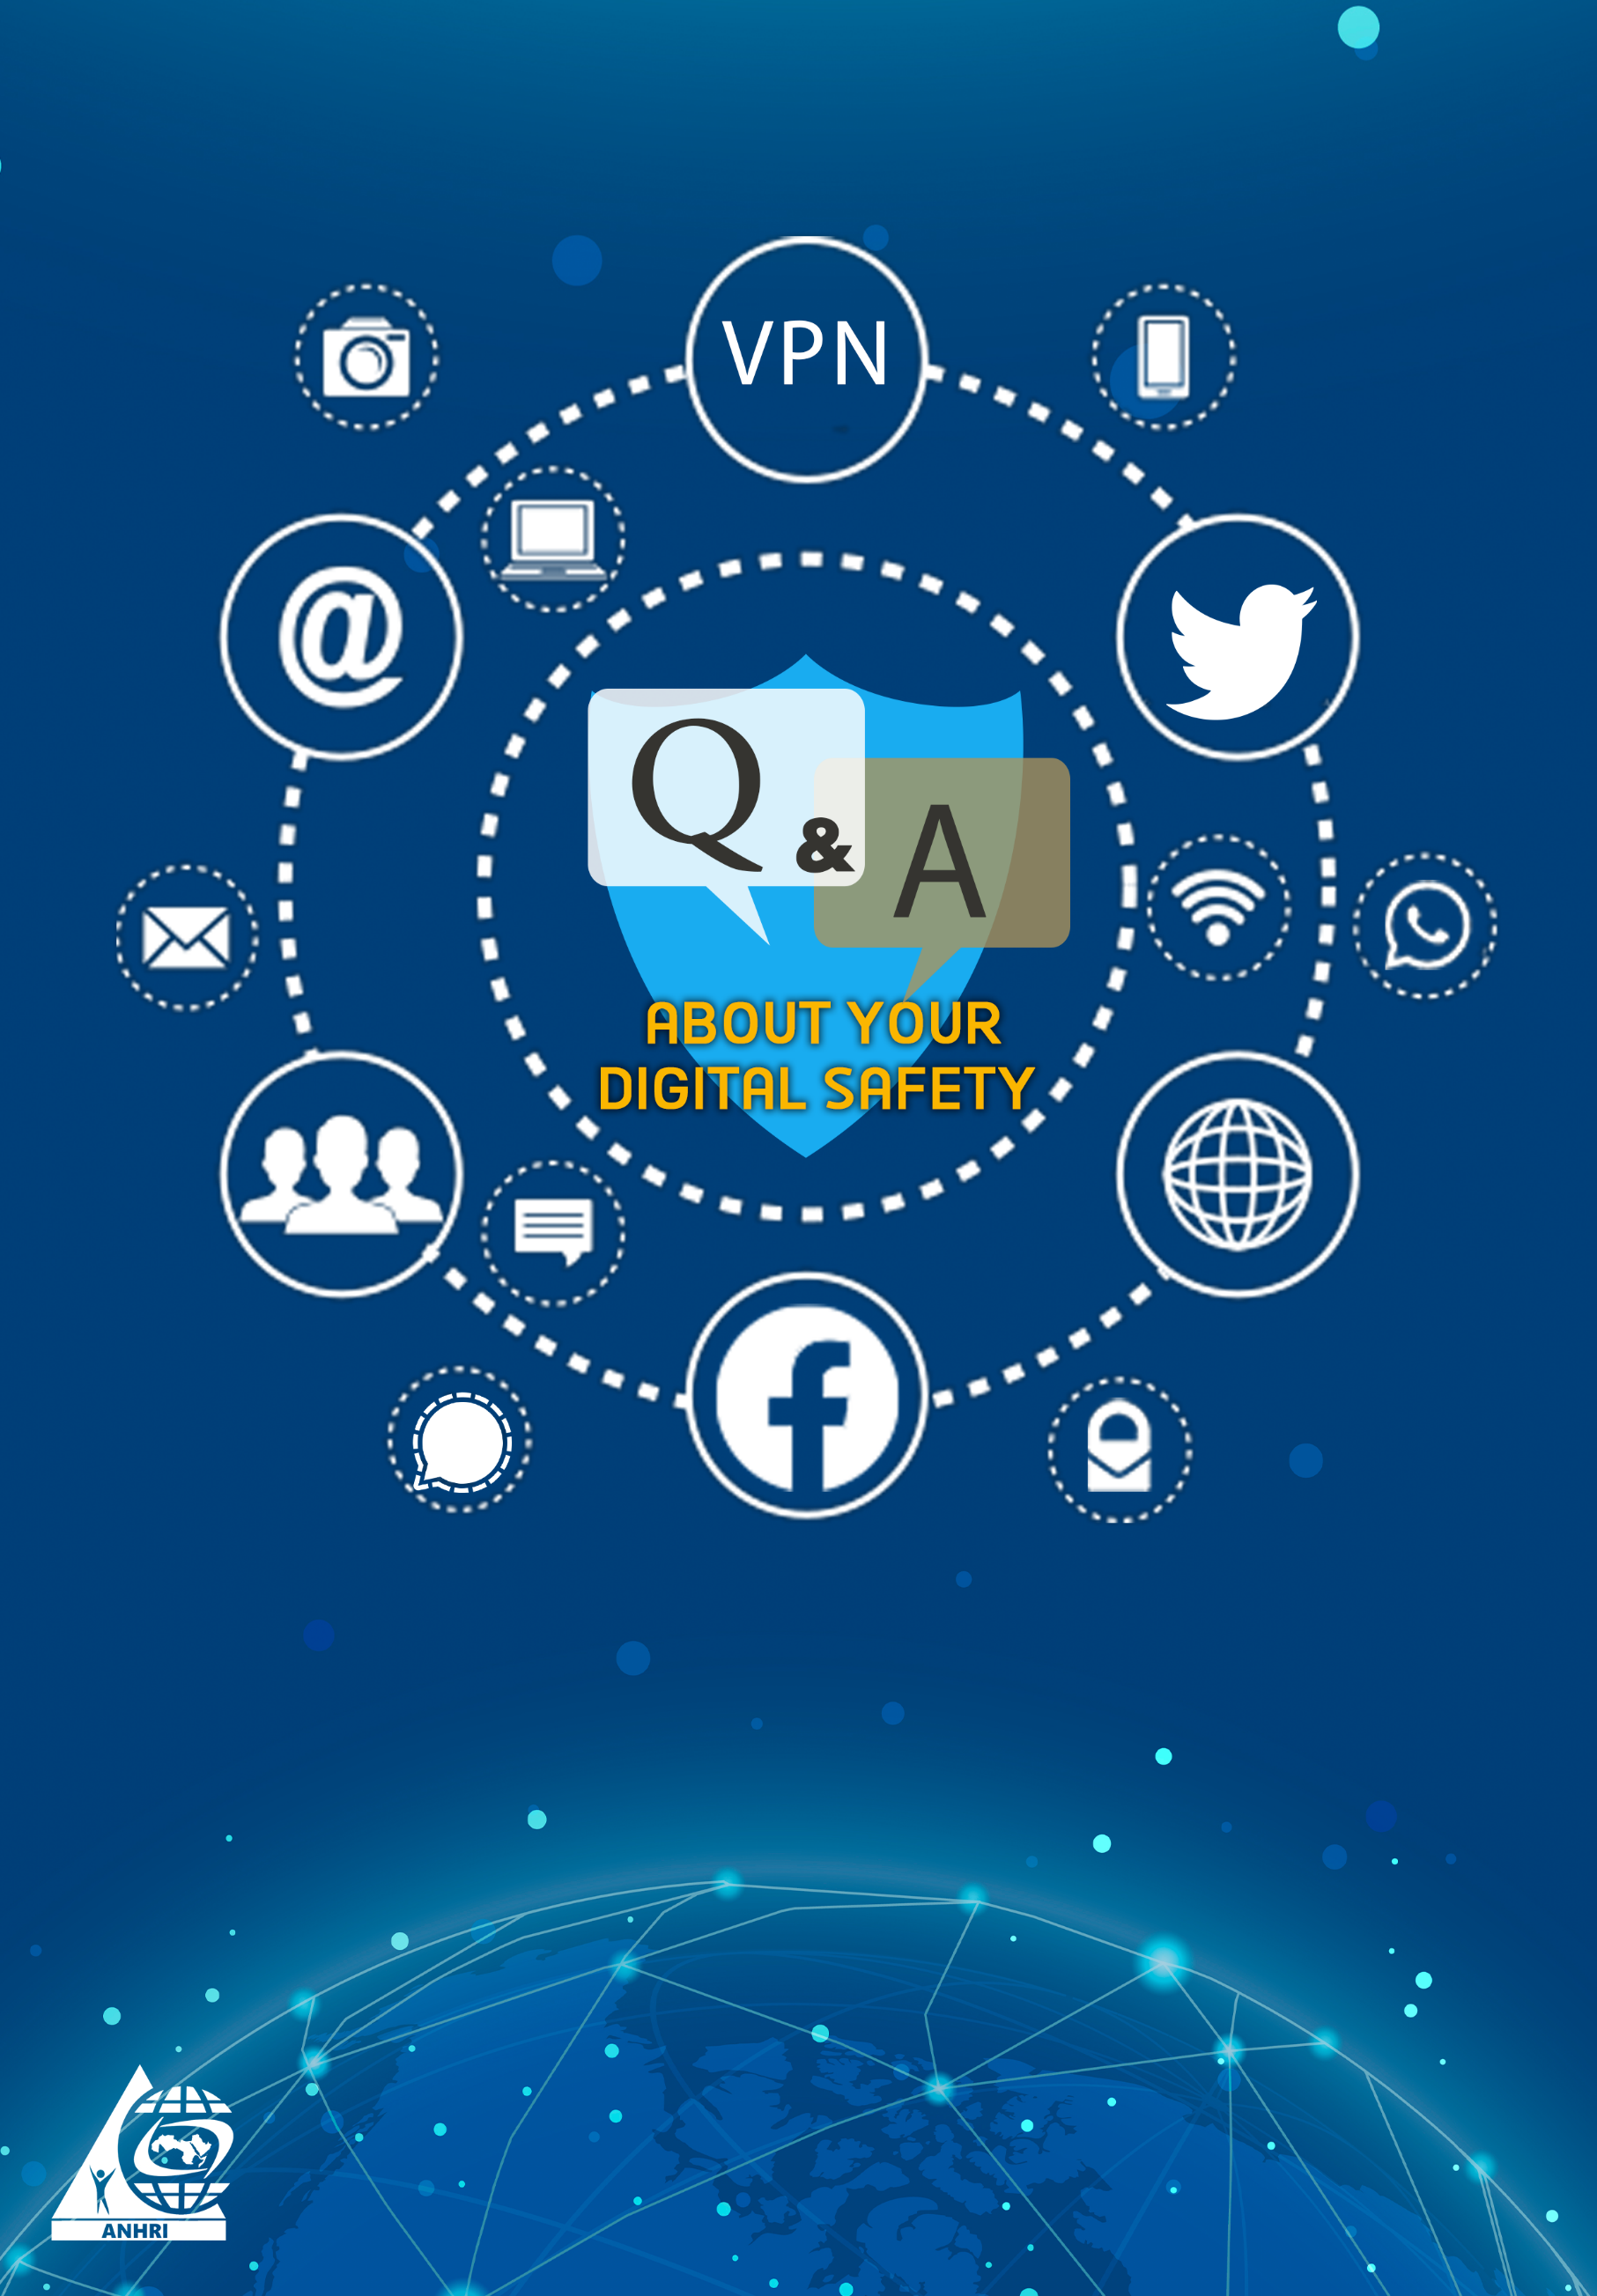 VPN
@
Q & A
ABOUT YOUR
DIGITAL SAFETY
ANHRI